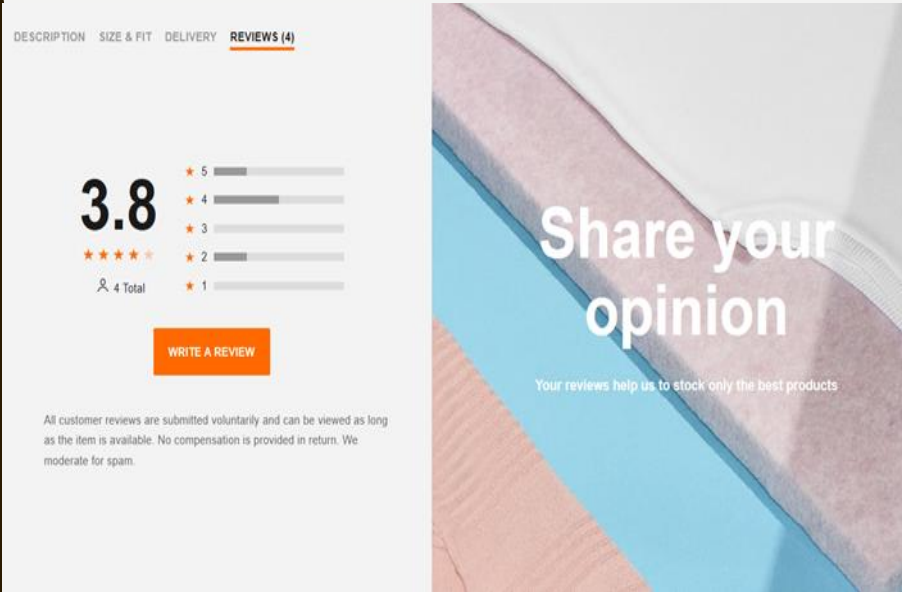 DESCRIPTION SIZE & FIT DELIVERY REVIEWS (4)
3.8
4 Total
5
4
3
2
1
WRITE A REVIEW
All customer reviews are submitted voluntarily and can be viewed as long
as the item is available. No compensation is provided in return. We
moderate for spam.
Share your
opinion
Your reviews help us to stock only the best products